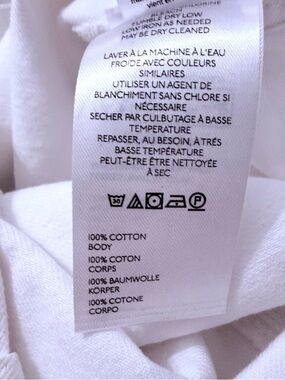 BLEACH
CHLORINE
TUMBLE DRY LOW
LOW IRON AS NEEDED
MAY BE DRY CLEANED
LAVER À LA MACHINE À L'EAU
FROIDE AVEC COULEURS
SIMILAIRES
UTILISER UN AGENT DE
BLANCHIMENT SANS CHLORE SI
NÉCESSAIRE
SECHER PAR CULBUTAGE À BASSE
TEMPERATURE
REPASSER, AU BESOIN, À TRÈS
BASSE TEMPÉRATURE
PEUT-ÊTRE ÊTRE NETTOYÉE
À SEC
30 P
100% COTTON
BODY
100% COTON
CORPS
100% BAUMWOLLE
KÖRPER
100% COTONE
CORPO